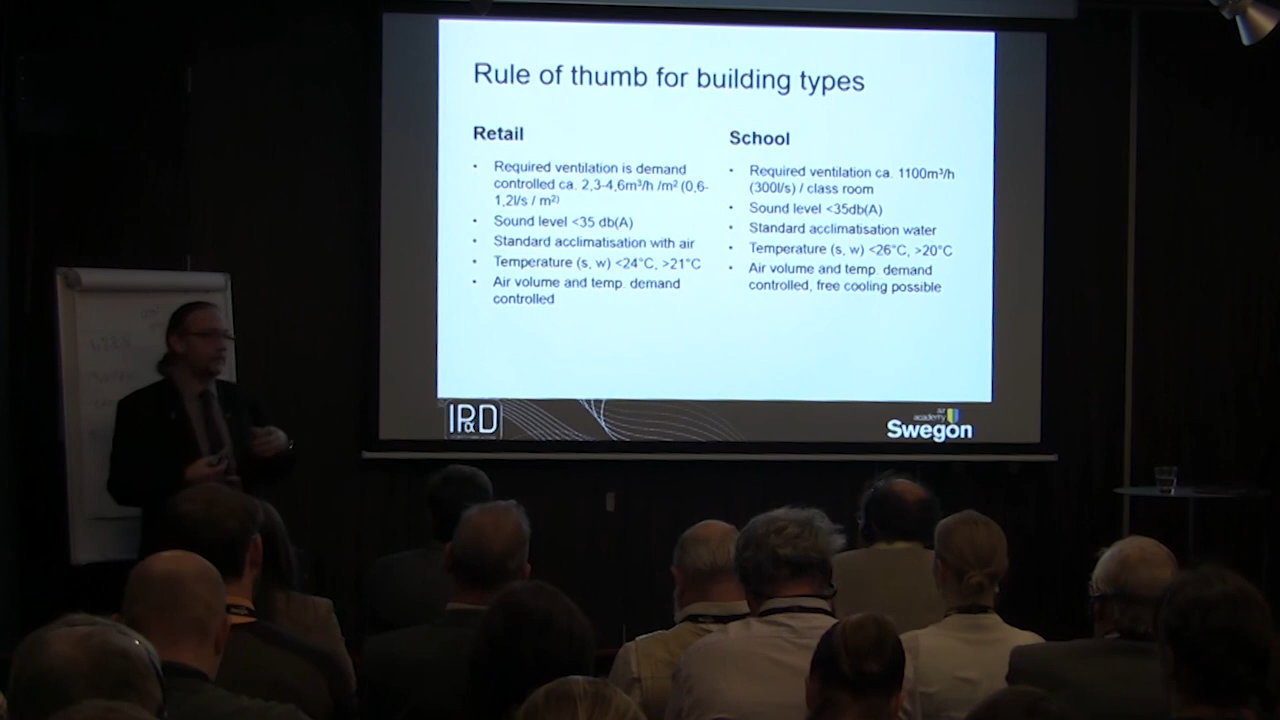 Rule of thumb for building types
Retail
• Required ventilation is demand
controlled ca. 2,3-4,6m³/h /m² (0,6-
1,2l/s / m²)
• Sound level <35 db(A)
• Standard acclimatisation with air
• Temperature (s, w) <24°C, >21°C
• Air volume and temp. demand
controlled
School
• Required ventilation ca. 1100m³/h
(300l/s) / class room
• Sound level <35db(A)
• Standard acclimatisation water
• Temperature (s, w) <26°C, >20°C
• Air volume and temp. demand
controlled, free cooling possible
IP&D
air
academy
Swegon